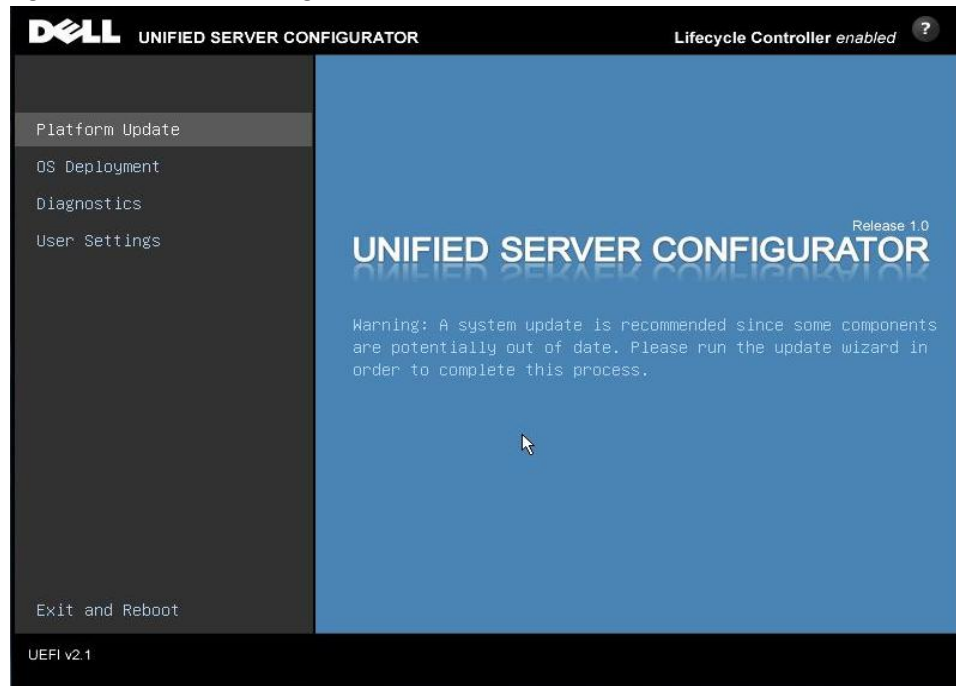 DELL UNIFIED SERVER CONFIGURATOR Lifecycle Controller enabled ?
Platform Update
OS Deployment
Diagnostics
User Settings
Release 1.0
UNIFIED SERVER CONFIGURATOR
Warning: A system update is recommended since some components
are potentially out of date. Please run the update wizard in
order to complete this process.
Exit and Reboot
UEFI v2.1